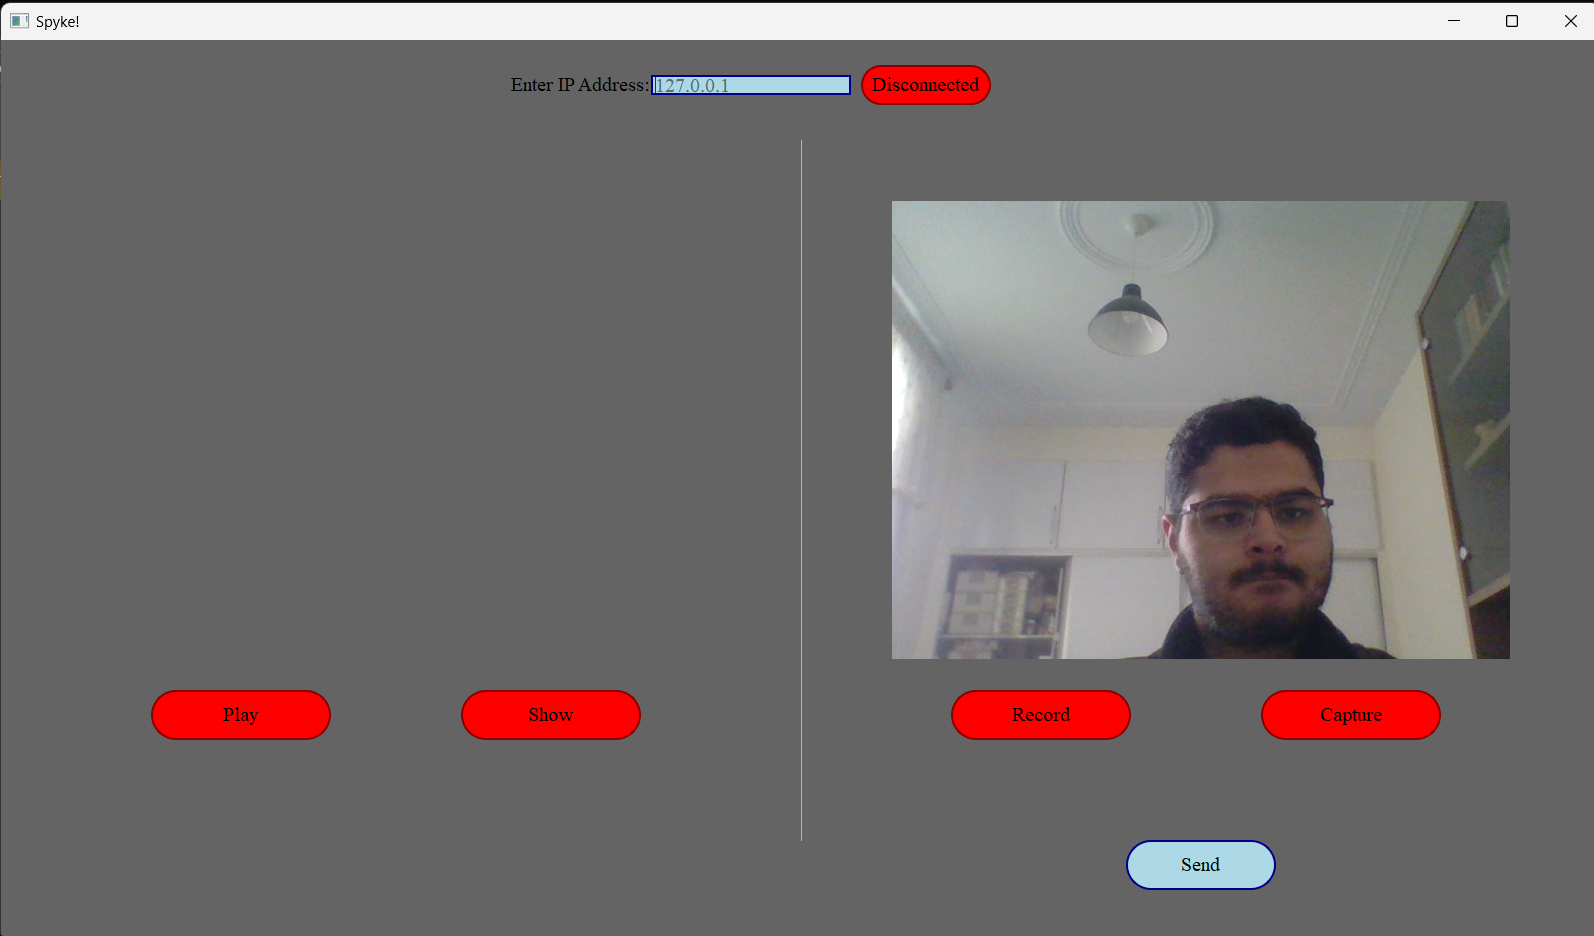 Spyke!
Enter IP Address: 127.0.0.1 Disconnected
Play Show Record Capture
Send